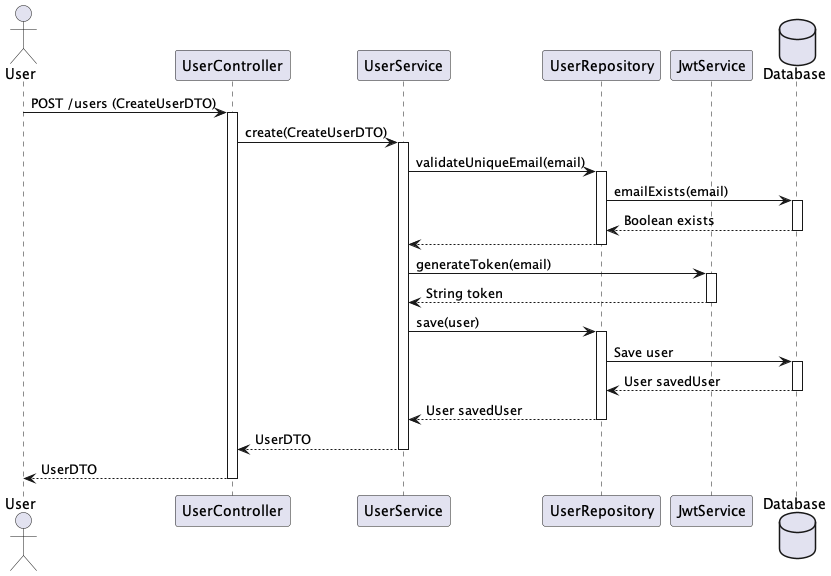 User
UserController
UserService
UserRepository
JwtService
Database
POST /users (CreateUserDTO)
create(CreateUserDTO)
validateUniqueEmail(email)
emailExists(email)
Boolean exists
generateToken(email)
String token
save(user)
Save user
User savedUser
User savedUser
UserDTO
UserDTO
User
UserController
UserService
UserRepository
JwtService
Database